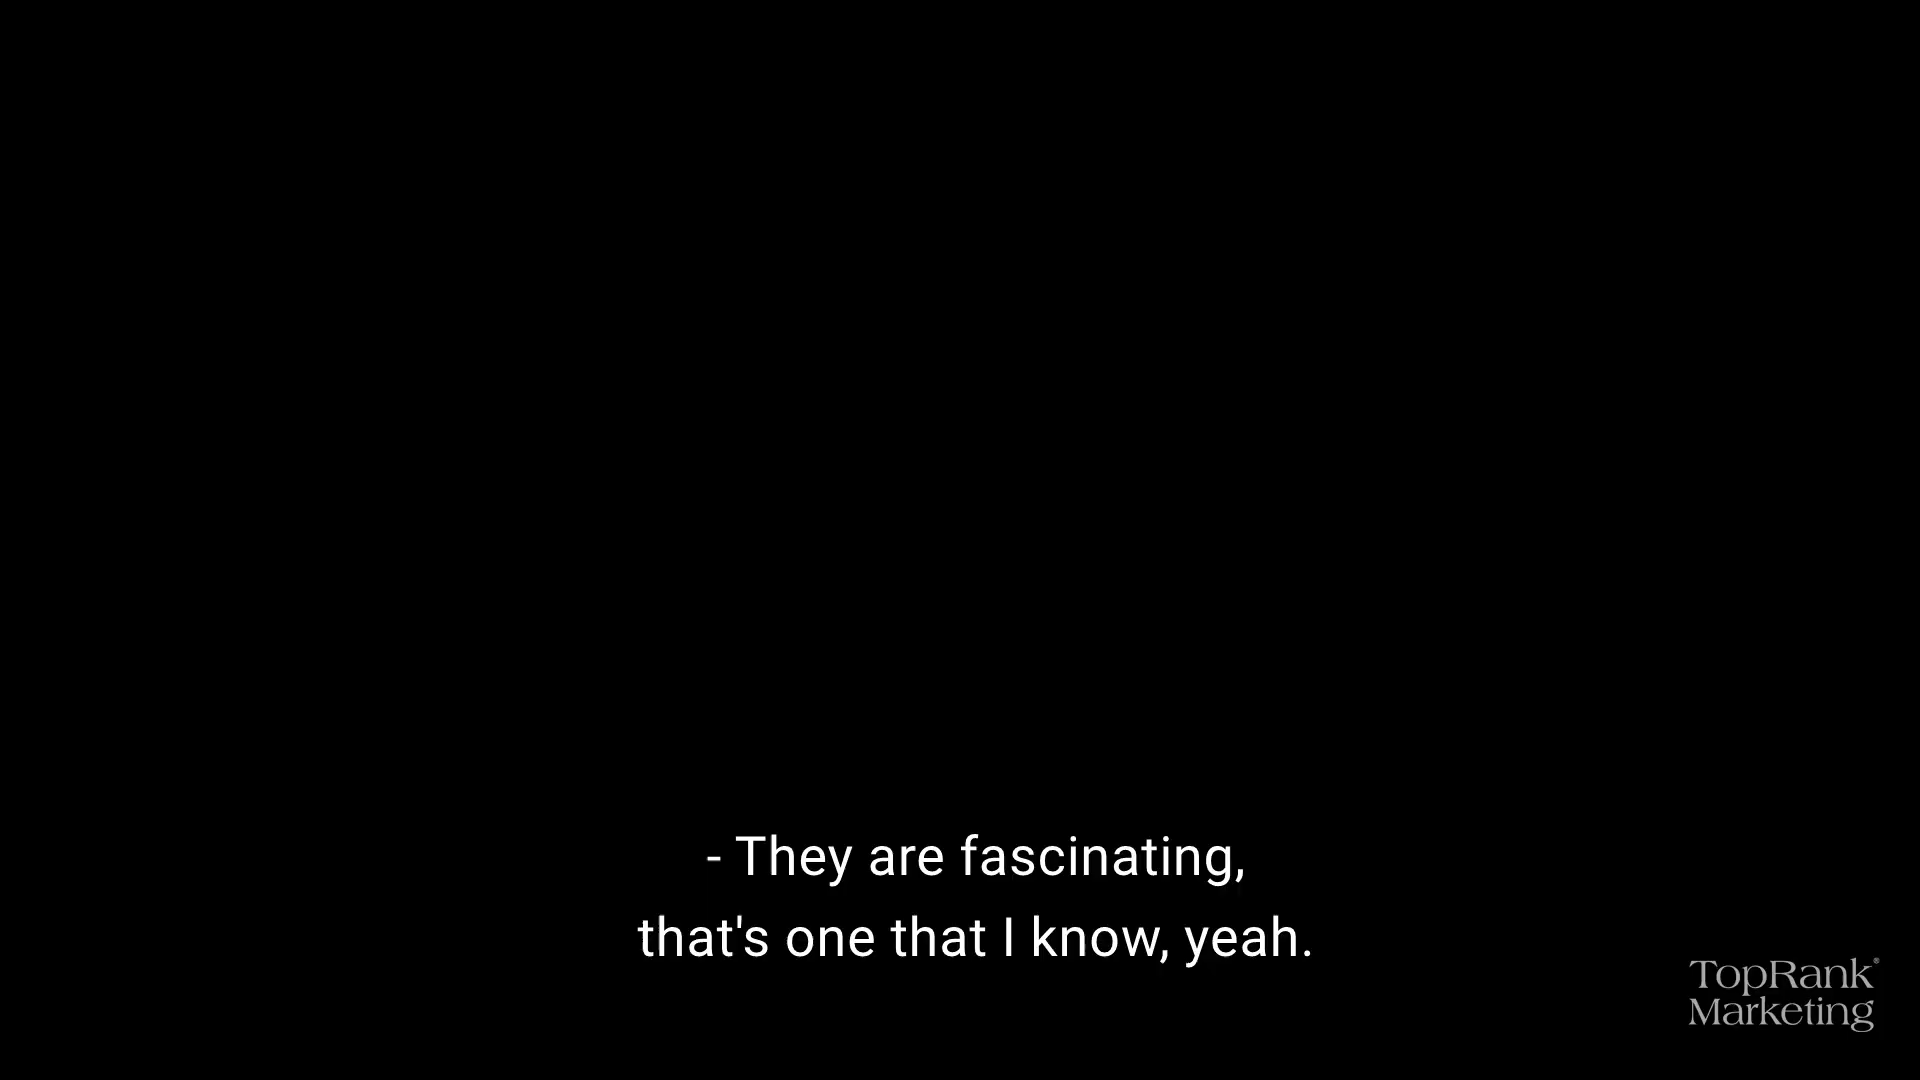 - They are fascinating,
that's one that I know, yeah.
TopRank®
Marketing